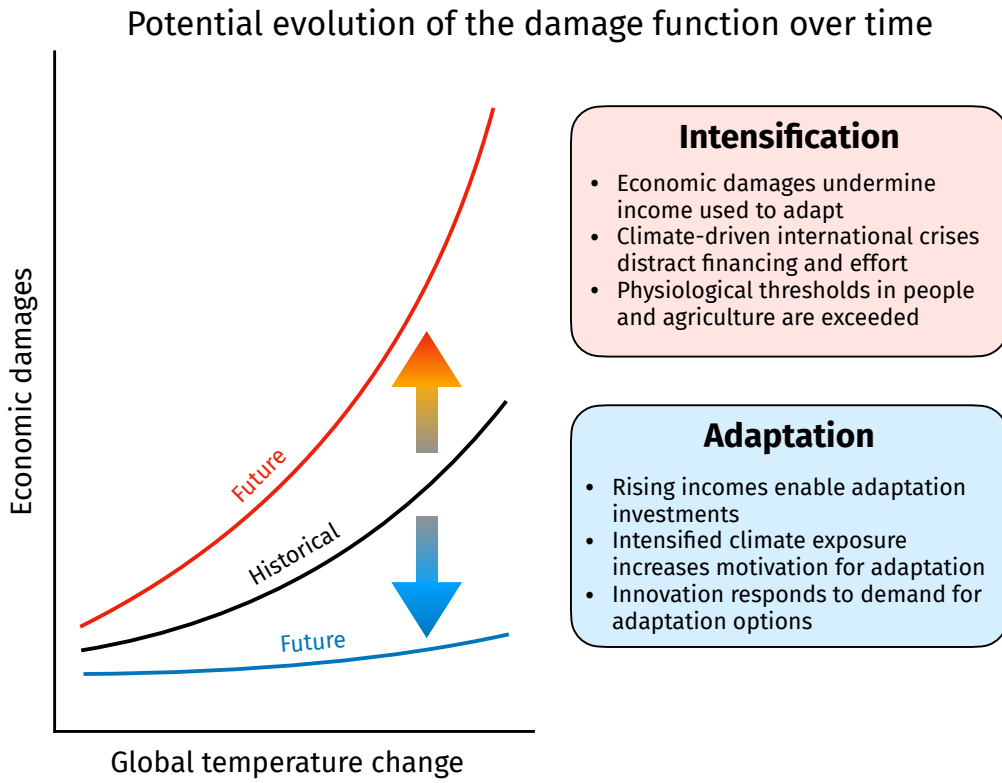 Potential evolution of the damage function over time
Economic damages
Future
Historical
Future
Global temperature change
Intensification
• Economic damages undermine
income used to adapt
• Climate-driven international crises
distract financing and effort
• Physiological thresholds in people
and agriculture are exceeded
Adaptation
• Rising incomes enable adaptation
investments
• Intensified climate exposure
increases motivation for adaptation
• Innovation responds to demand for
adaptation options